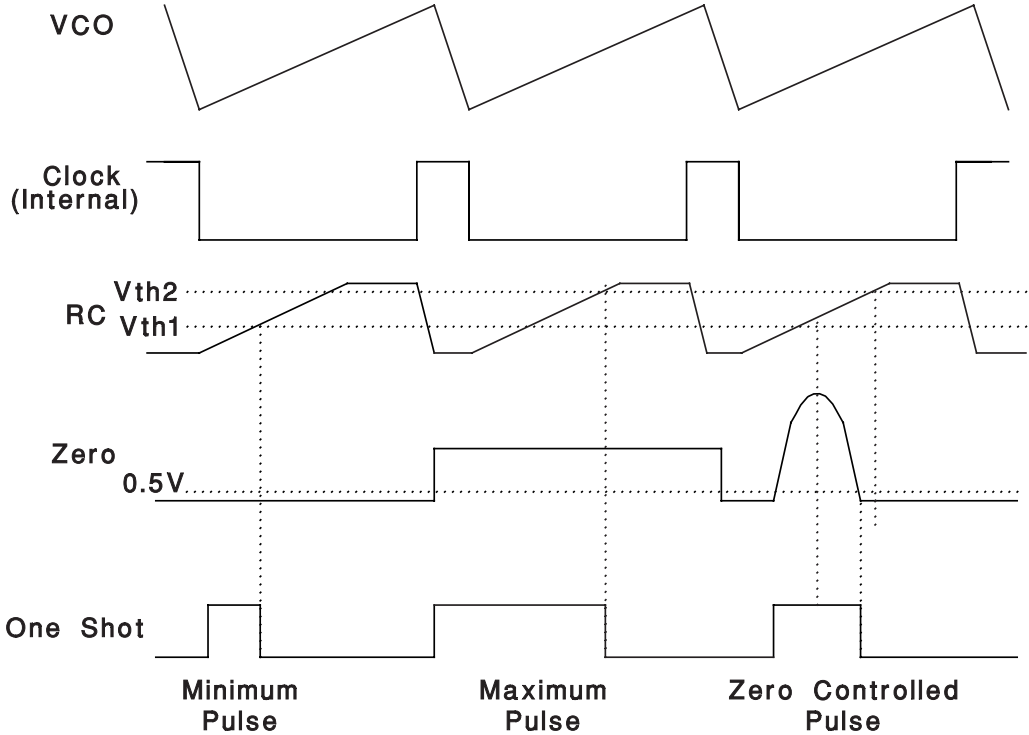 VCO
Clock
(Internal)
Vth2
RC
Vth1
Zero
0.5V
One Shot
Minimum
Pulse
Maximum
Pulse
Zero Controlled
Pulse